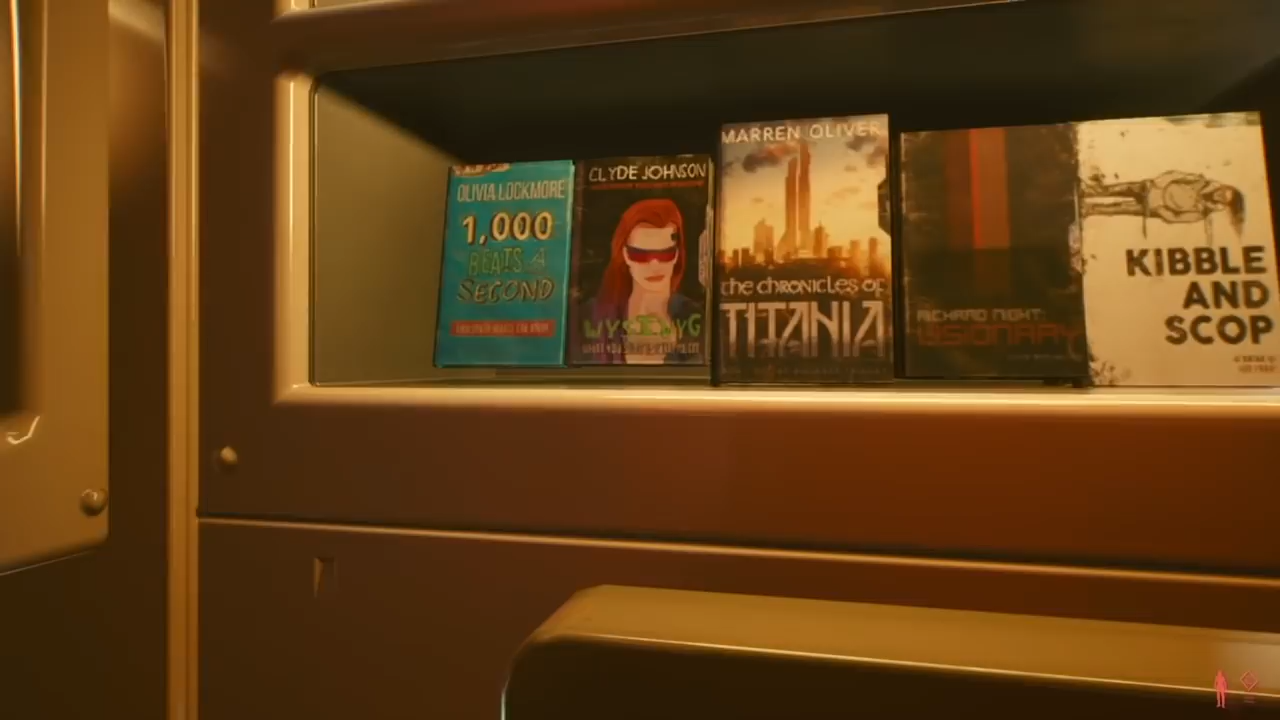 OLIVIA LOCKMORE
1,000
BEATS A
SECOND
CLYDE JOHNSON
WYSIWYG
MARREN OLIVER
the chronicles of
TITANIA
RICHARD NIGHT:
VISIONARY
KIBBLE
AND
SCOP